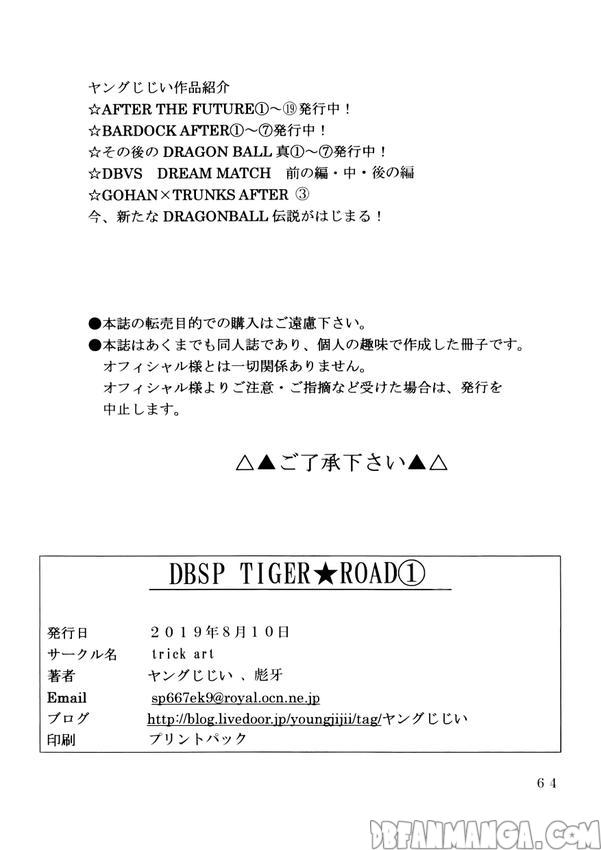 ヤングじじい作品紹介
☆AFTER THE FUTURE①～⑲発行中！
☆BARDOCK AFTER①～⑦発行中！
☆その後の DRAGON BALL 真①～⑦発行中！
☆DBVS　DREAM MATCH　前の編・中・後の編
☆GOHAN×TRUNKS AFTER ③
今、新たな DRAGONBALL 伝説がはじまる！
●本誌の転売目的での購入はご遠慮下さい。
●本誌はあくまでも同人誌であり、個人の趣味で作成した冊子です。
オフィシャル様とは一切関係ありません。
オフィシャル様よりご注意・ご指摘など受けた場合は、発行を
中止します。
△▲ご了承下さい▲△
DBSP TIGER★ROAD①
発行日　２０１９年８月１０日
サークル名　trick art
著者　ヤングじじい 、彪牙
Email　sp667ek9@royal.ocn.ne.jp
ブログ　http://blog.livedoor.jp/youngjijii/tag/ヤングじじい
印刷　プリントパック
６４
DBFANMANGA.COM